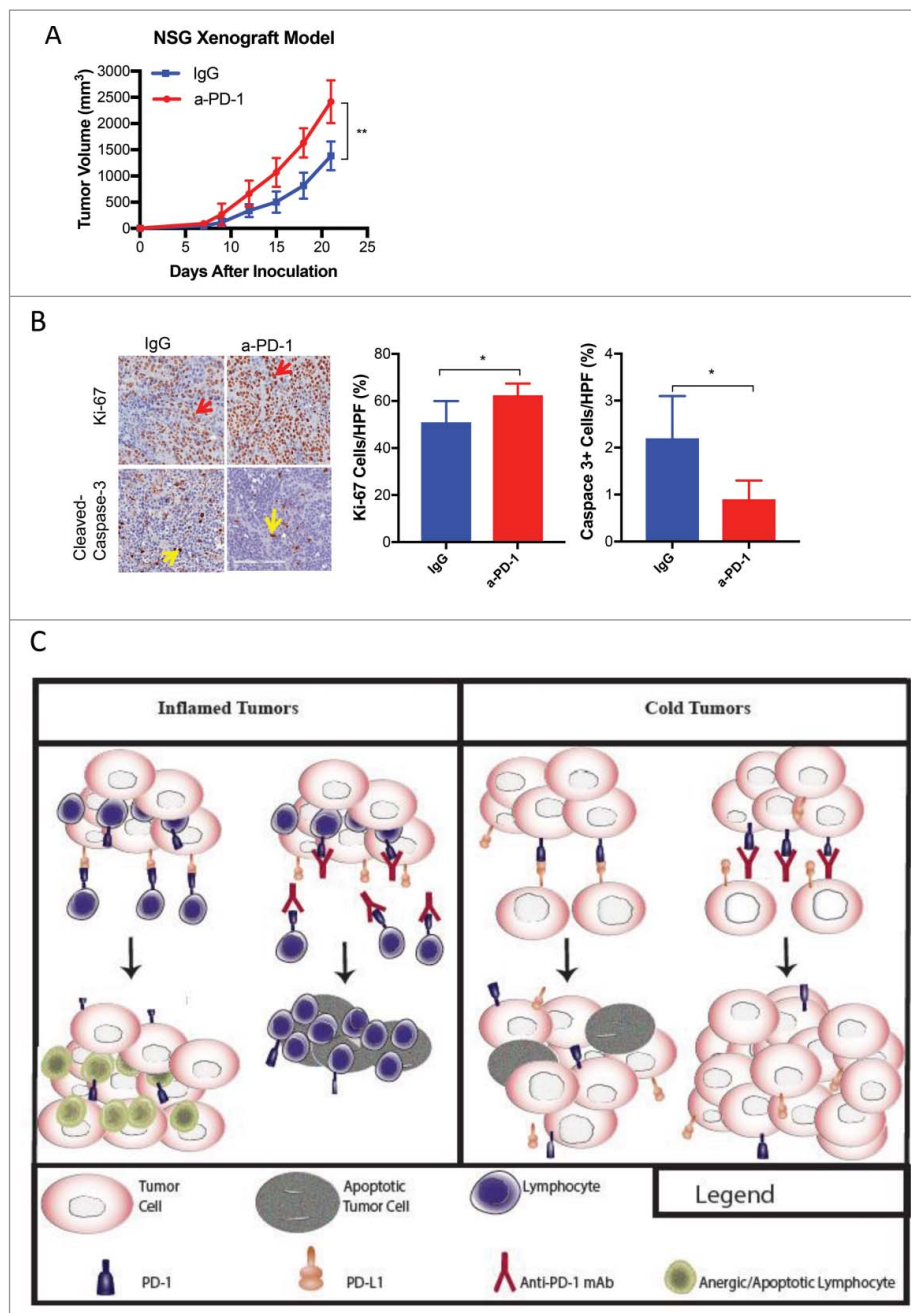 A
NSG Xenograft Model
IgG
a-PD-1
Tumor Volume (mm³)
3000
2500
2000
1500
1000
500
0
**
0 5 10 15 20 25
Days After Inoculation
B
IgG a-PD-1
Ki-67
Cleaved-
Caspase-3
Ki-67 Cells/HPF (%)
80
60
40
20
0
*
IgG a-PD-1
Caspace 3+ Cells/HPF (%)
4
3
2
1
0
*
IgG a-PD-1
C
Inflamed Tumors Cold Tumors
Tumor
Cell
Apoptotic
Tumor Cell
Lymphocyte
Legend
PD-1
PD-L1
Anti-PD-1 mAb
Anergic/Apoptotic Lymphocyte